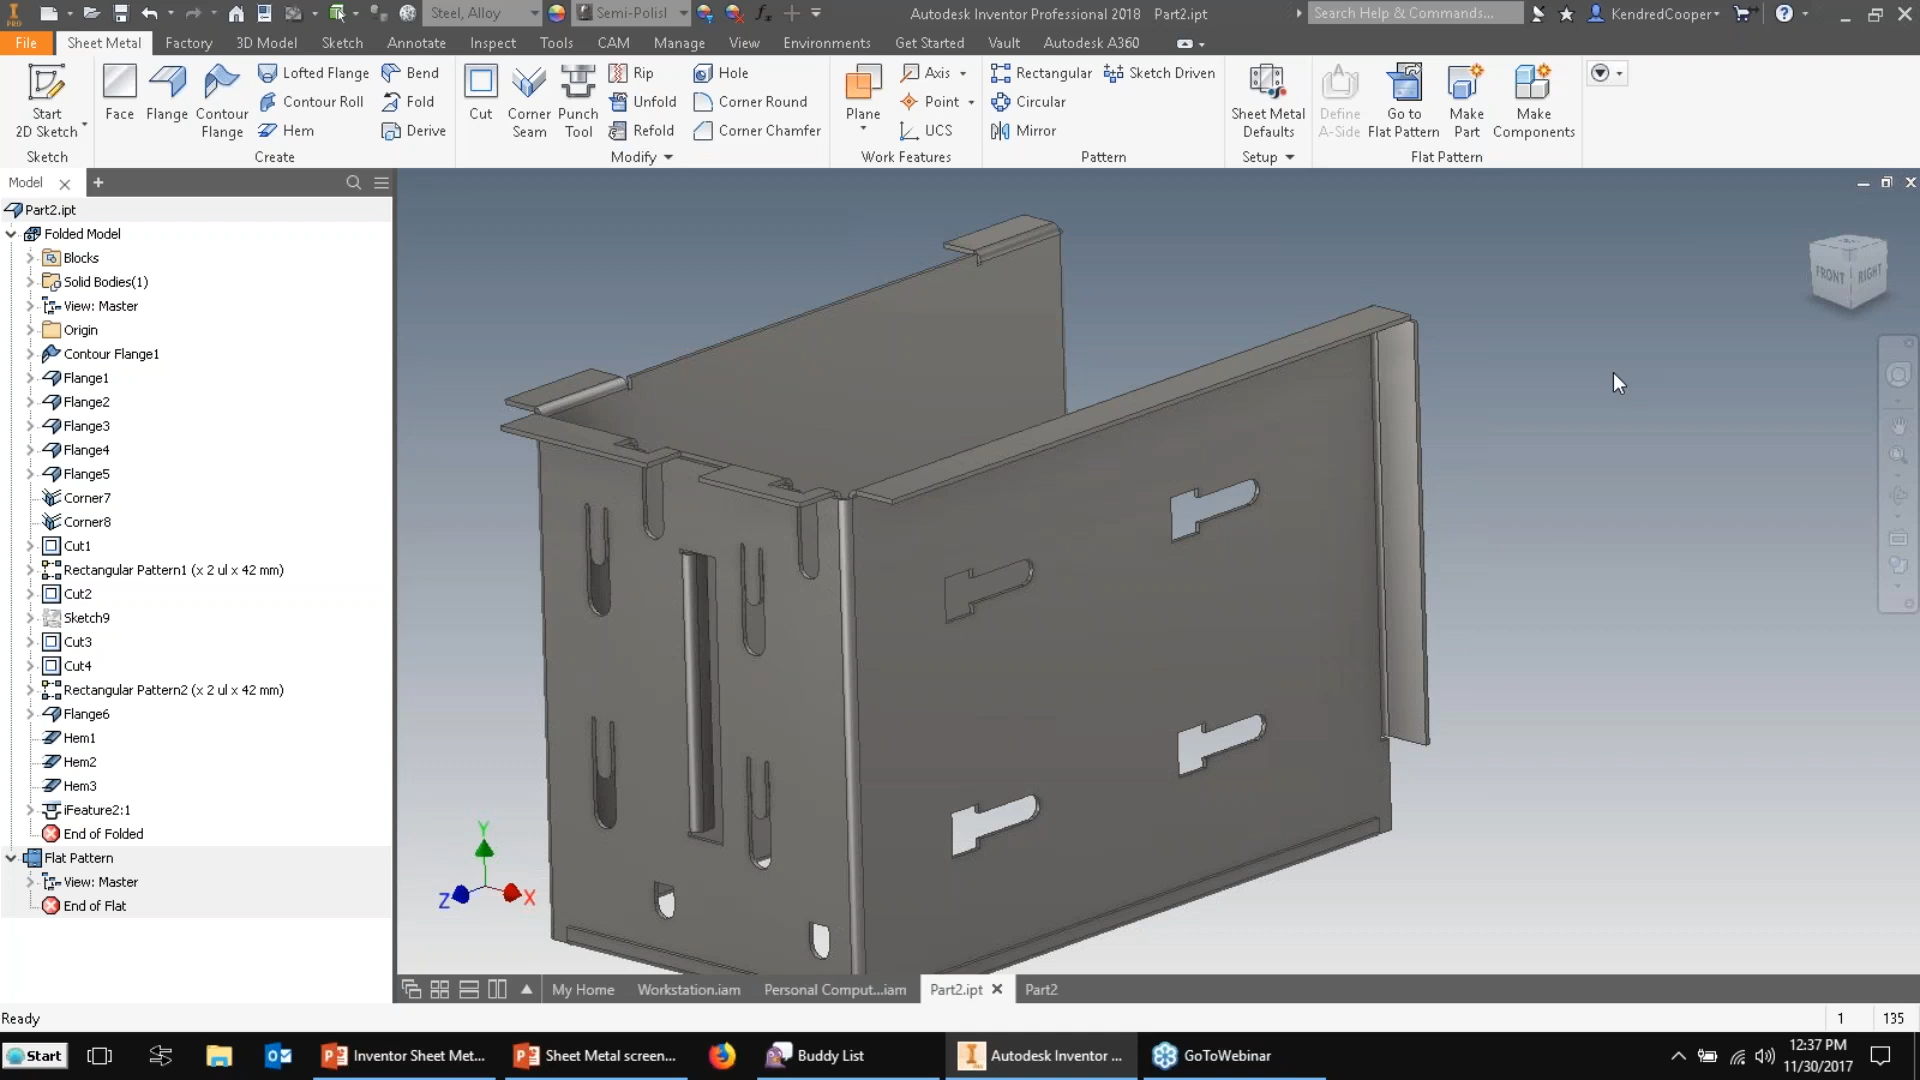 PRO
Steel, Alloy
Semi-Polisl
Autodesk Inventor Professional 2018 Part2.ipt
Search Help & Commands...
KendredCooper
File
Sheet Metal
Factory
3D Model
Sketch
Annotate
Inspect
Tools
CAM
Manage
View
Environments
Get Started
Vault
Autodesk A360
Start
2D Sketch
Face
Flange
Contour
Flange
Lofted Flange
Contour Roll
Hem
Bend
Fold
Derive
Cut
Corner
Seam
Punch
Tool
Rip
Unfold
Refold
Hole
Corner Round
Corner Chamfer
Plane
Axis
Point
UCS
Rectangular
Sketch Driven
Circular
Mirror
Sheet Metal
Defaults
Define
A-Side
Go to
Flat Pattern
Make
Part
Make
Components
Sketch
Create
Modify
Work Features
Pattern
Setup
Flat Pattern
Model
Part2.ipt
Folded Model
Blocks
Solid Bodies(1)
View: Master
Origin
Contour Flange1
Flange1
Flange2
Flange3
Flange4
Flange5
Corner7
Corner8
Cut1
Rectangular Pattern1 (x 2 ul x 42 mm)
Cut2
Sketch9
Cut3
Cut4
Rectangular Pattern2 (x 2 ul x 42 mm)
Flange6
Hem1
Hem2
Hem3
iFeature2:1
End of Folded
Flat Pattern
View: Master
End of Flat
FRONT
RIGHT
Y
Z
X
My Home
Workstation.iam
Personal Comput...iam
Part2.ipt
Part2
Ready
1
135
Start
Inventor Sheet Met...
Sheet Metal screen...
Buddy List
Autodesk Inventor ...
GoToWebinar
12:37 PM
11/30/2017